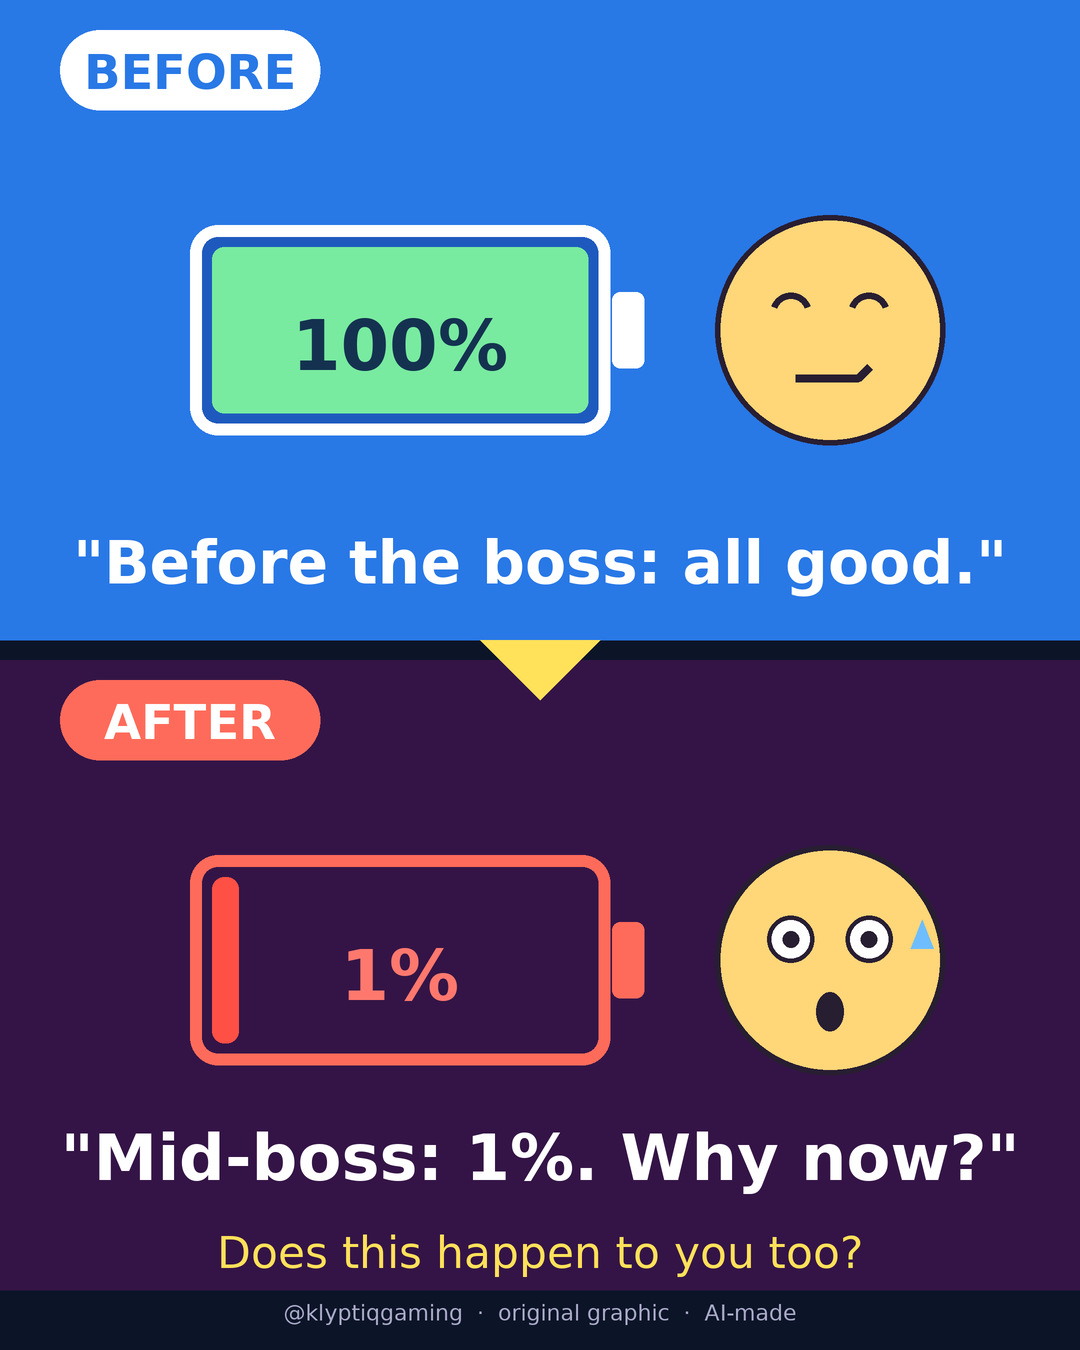 BEFORE
100%
"Before the boss: all good."
AFTER
1%
"Mid-boss: 1%. Why now?"
Does this happen to you too?
@klyptiqgaming · original graphic · AI-made